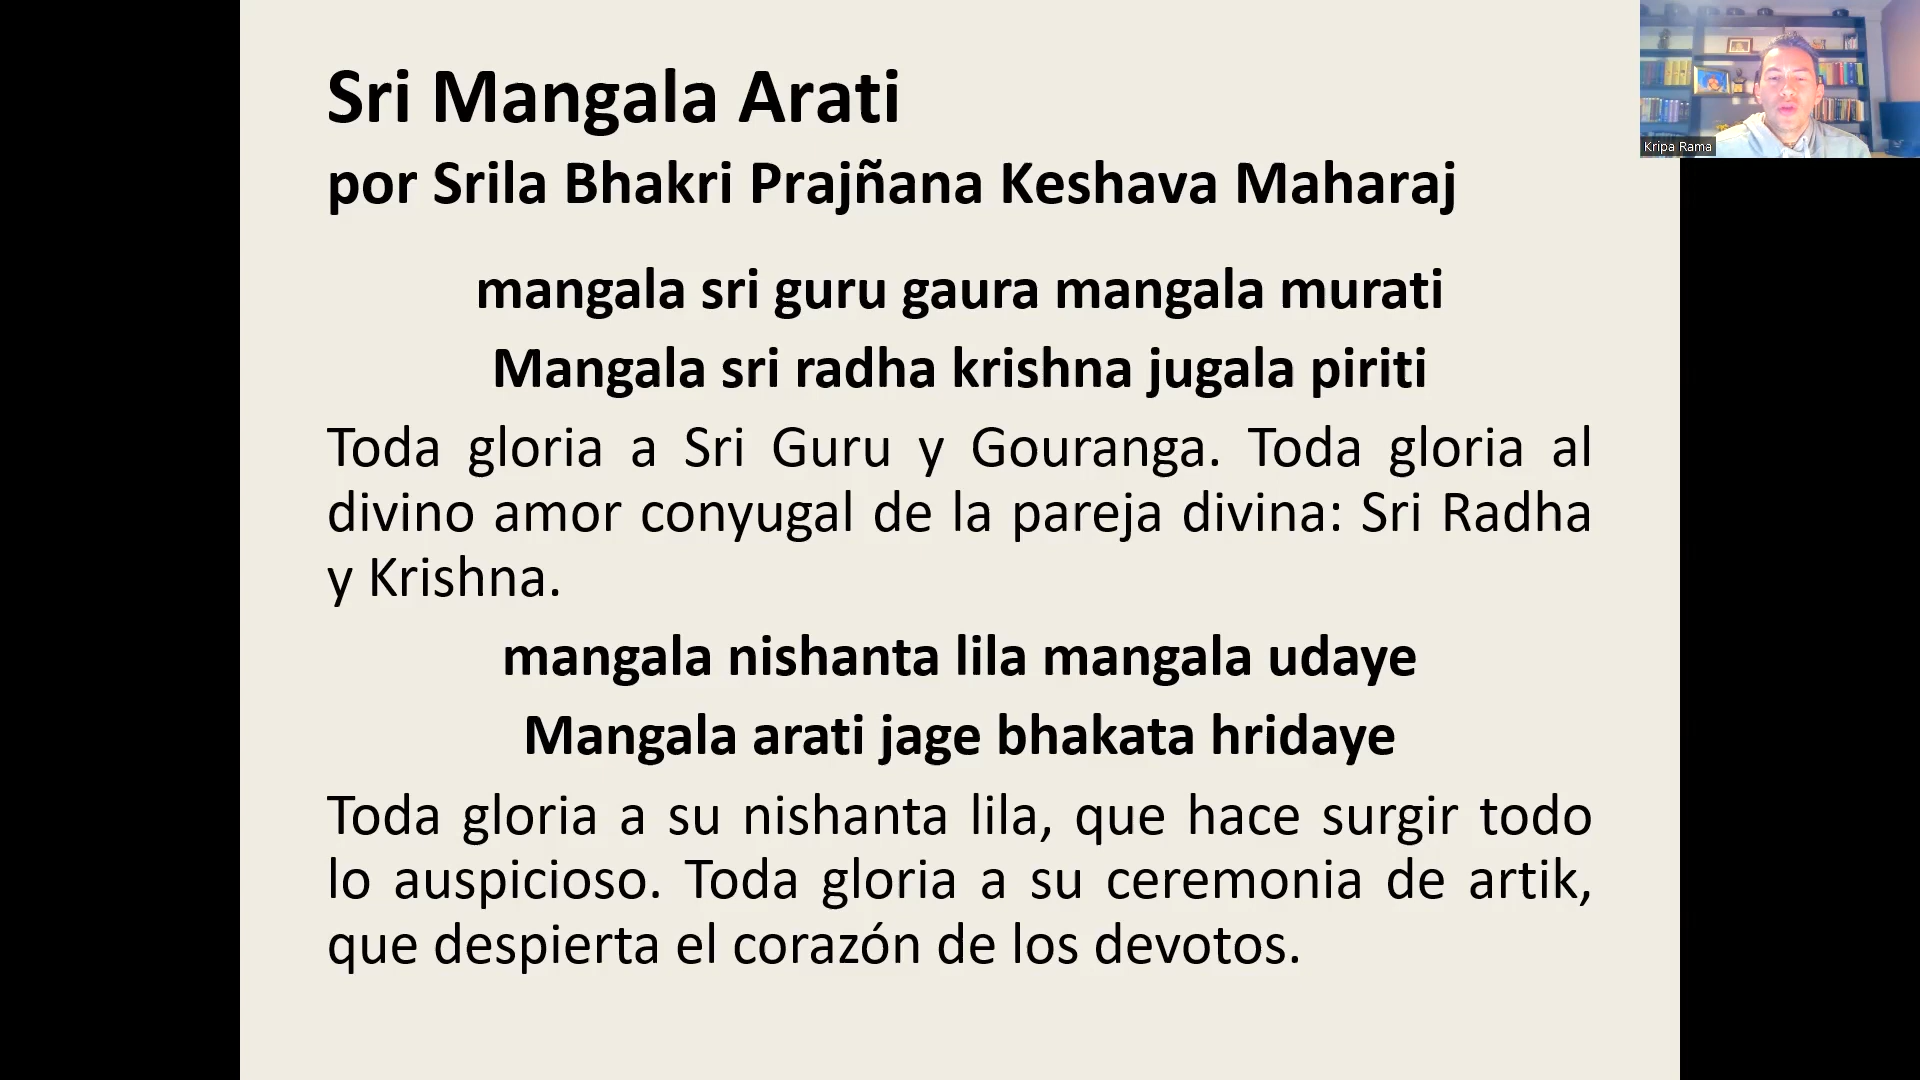 Sri Mangala Arati
por Srila Bhakri Prajñana Keshava Maharaj
mangala sri guru gaura mangala murati
Mangala sri radha krishna jugala piriti
Toda gloria a Sri Guru y Gouranga. Toda gloria al
divino amor conyugal de la pareja divina: Sri Radha
y Krishna.
mangala nishanta lila mangala udaye
Mangala arati jage bhakata hridaye
Toda gloria a su nishanta lila, que hace surgir todo
lo auspicioso. Toda gloria a su ceremonia de artik,
que despierta el corazón de los devotos.
Kripa Rama